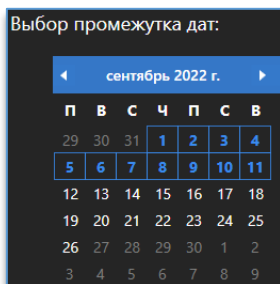 Выбор промежутка дат:
сентябрь 2022 г.
П В С Ч П С В
29 30 31 1 2 3 4
5 6 7 8 9 10 11
12 13 14 15 16 17 18
19 20 21 22 23 24 25
26 27 28 29 30 1 2
3 4 5 6 7 8 9